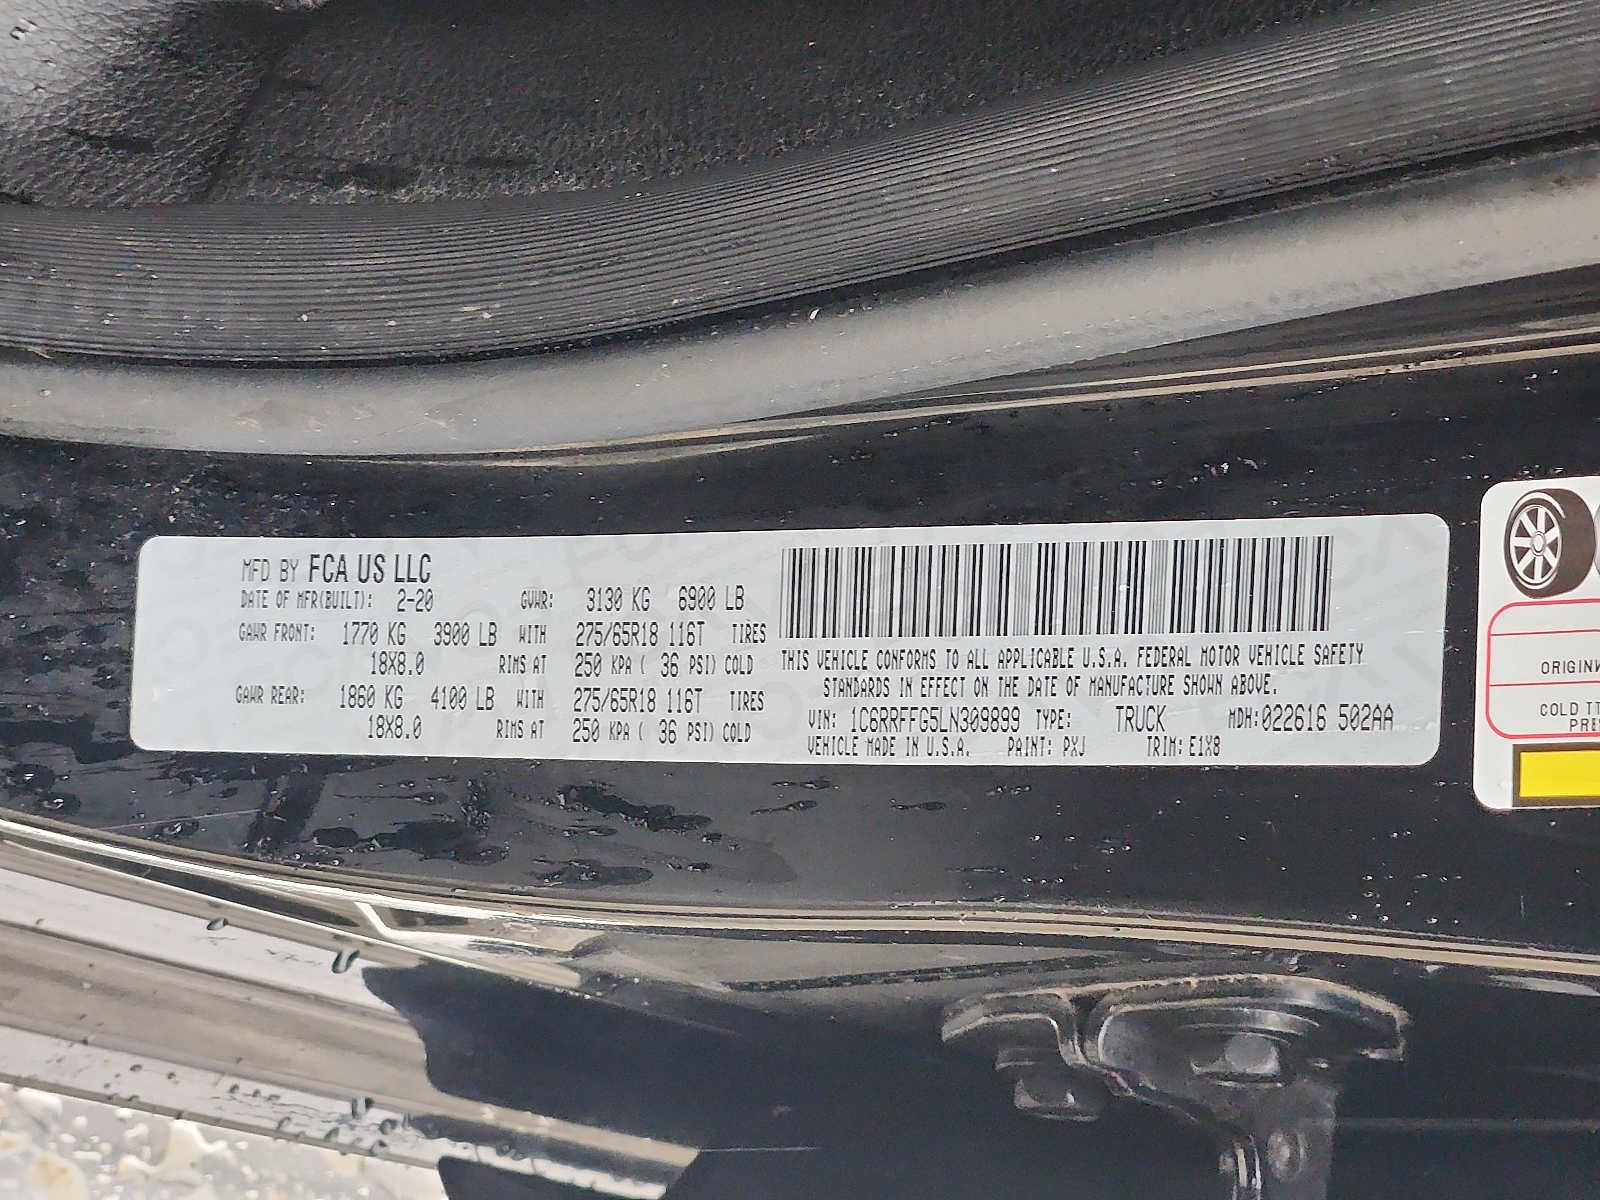 MFD BY FCA US LLC
DATE OF MFR(BUILT): 2-20 GVWR: 3130 KG 6900 LB
GAWR FRONT: 1770 KG 3900 LB WITH 275/65R18 116T TIRES
18X8.0 RIMS AT 250 KPA ( 36 PSI) COLD
GAWR REAR: 1860 KG 4100 LB WITH 275/65R18 116T TIRES
18X8.0 RIMS AT 250 KPA ( 36 PSI) COLD
THIS VEHICLE CONFORMS TO ALL APPLICABLE U.S.A. FEDERAL MOTOR VEHICLE SAFETY
STANDARDS IN EFFECT ON THE DATE OF MANUFACTURE SHOWN ABOVE.
VIN: 1C6RRFFG5LN309899 TYPE: TRUCK MDH:022616 502AA
VEHICLE MADE IN U.S.A. PAINT: PXJ TRIM: E1X8
COLD